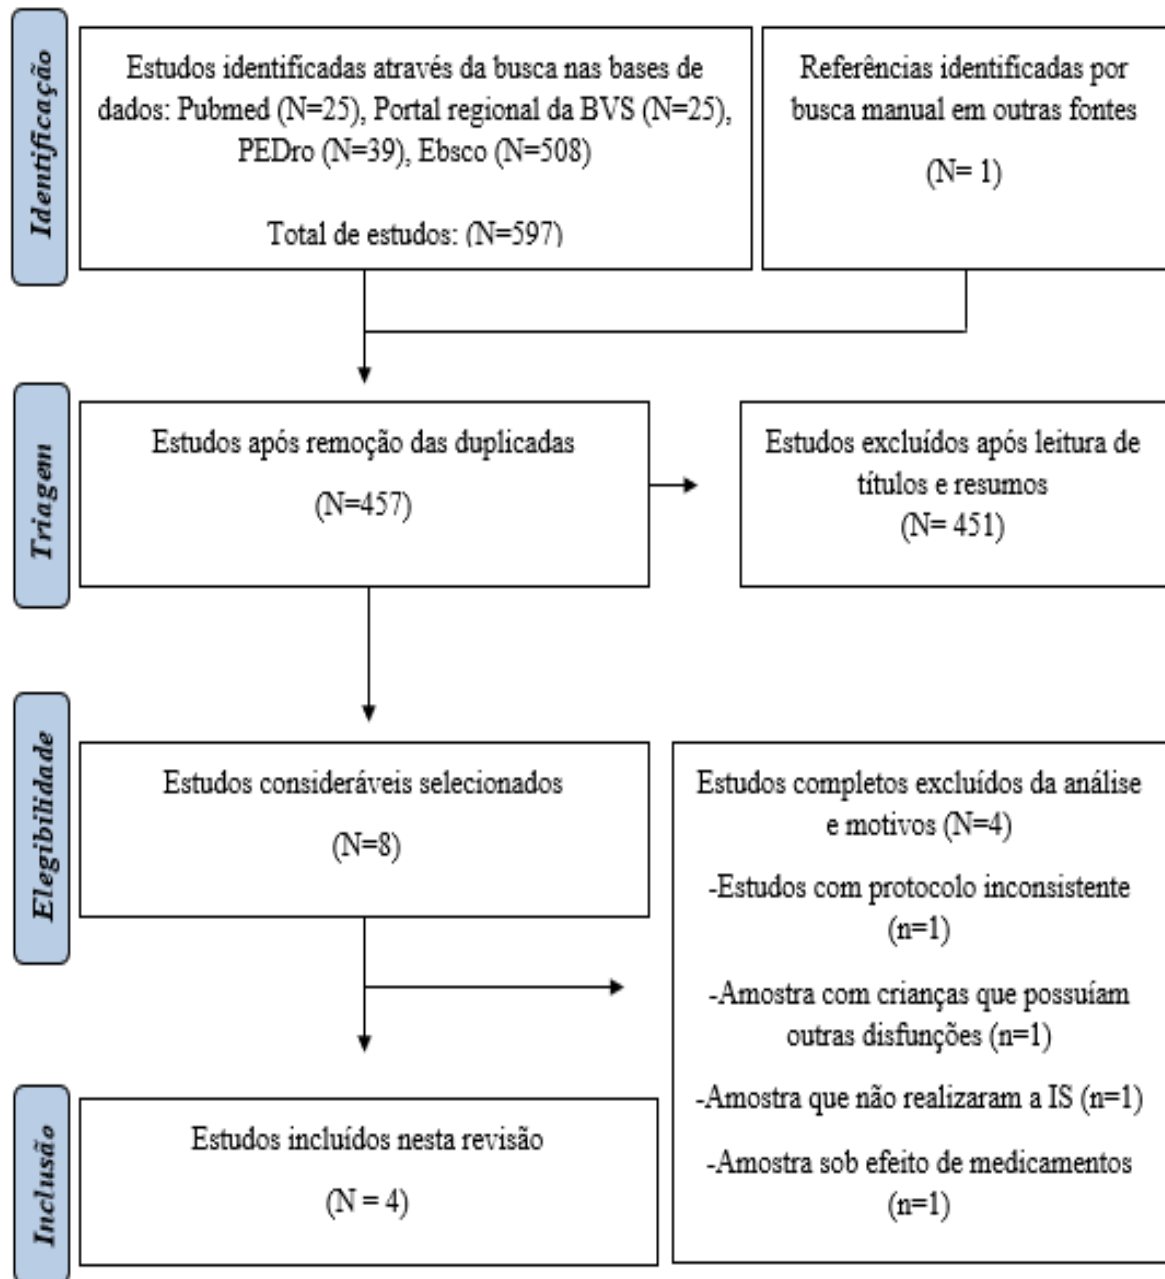 Identificação
Estudos identificadas através da busca nas bases de
dados: Pubmed (N=25), Portal regional da BVS (N=25),
PEDro (N=39), Ebsco (N=508)
Total de estudos: (N=597)
Referências identificadas por
busca manual em outras fontes
(N= 1)
Triagem
Estudos após remoção das duplicadas
(N=457)
Estudos excluídos após leitura de
títulos e resumos
(N= 451)
Elegibilidade
Estudos consideráveis selecionados
(N=8)
Estudos completos excluídos da análise
e motivos (N=4)
-Estudos com protocolo inconsistente
(n=1)
-Amostra com crianças que possuíam
outras disfunções (n=1)
-Amostra que não realizaram a IS (n=1)
-Amostra sob efeito de medicamentos
(n=1)
Inclusão
Estudos incluídos nesta revisão
(N = 4)